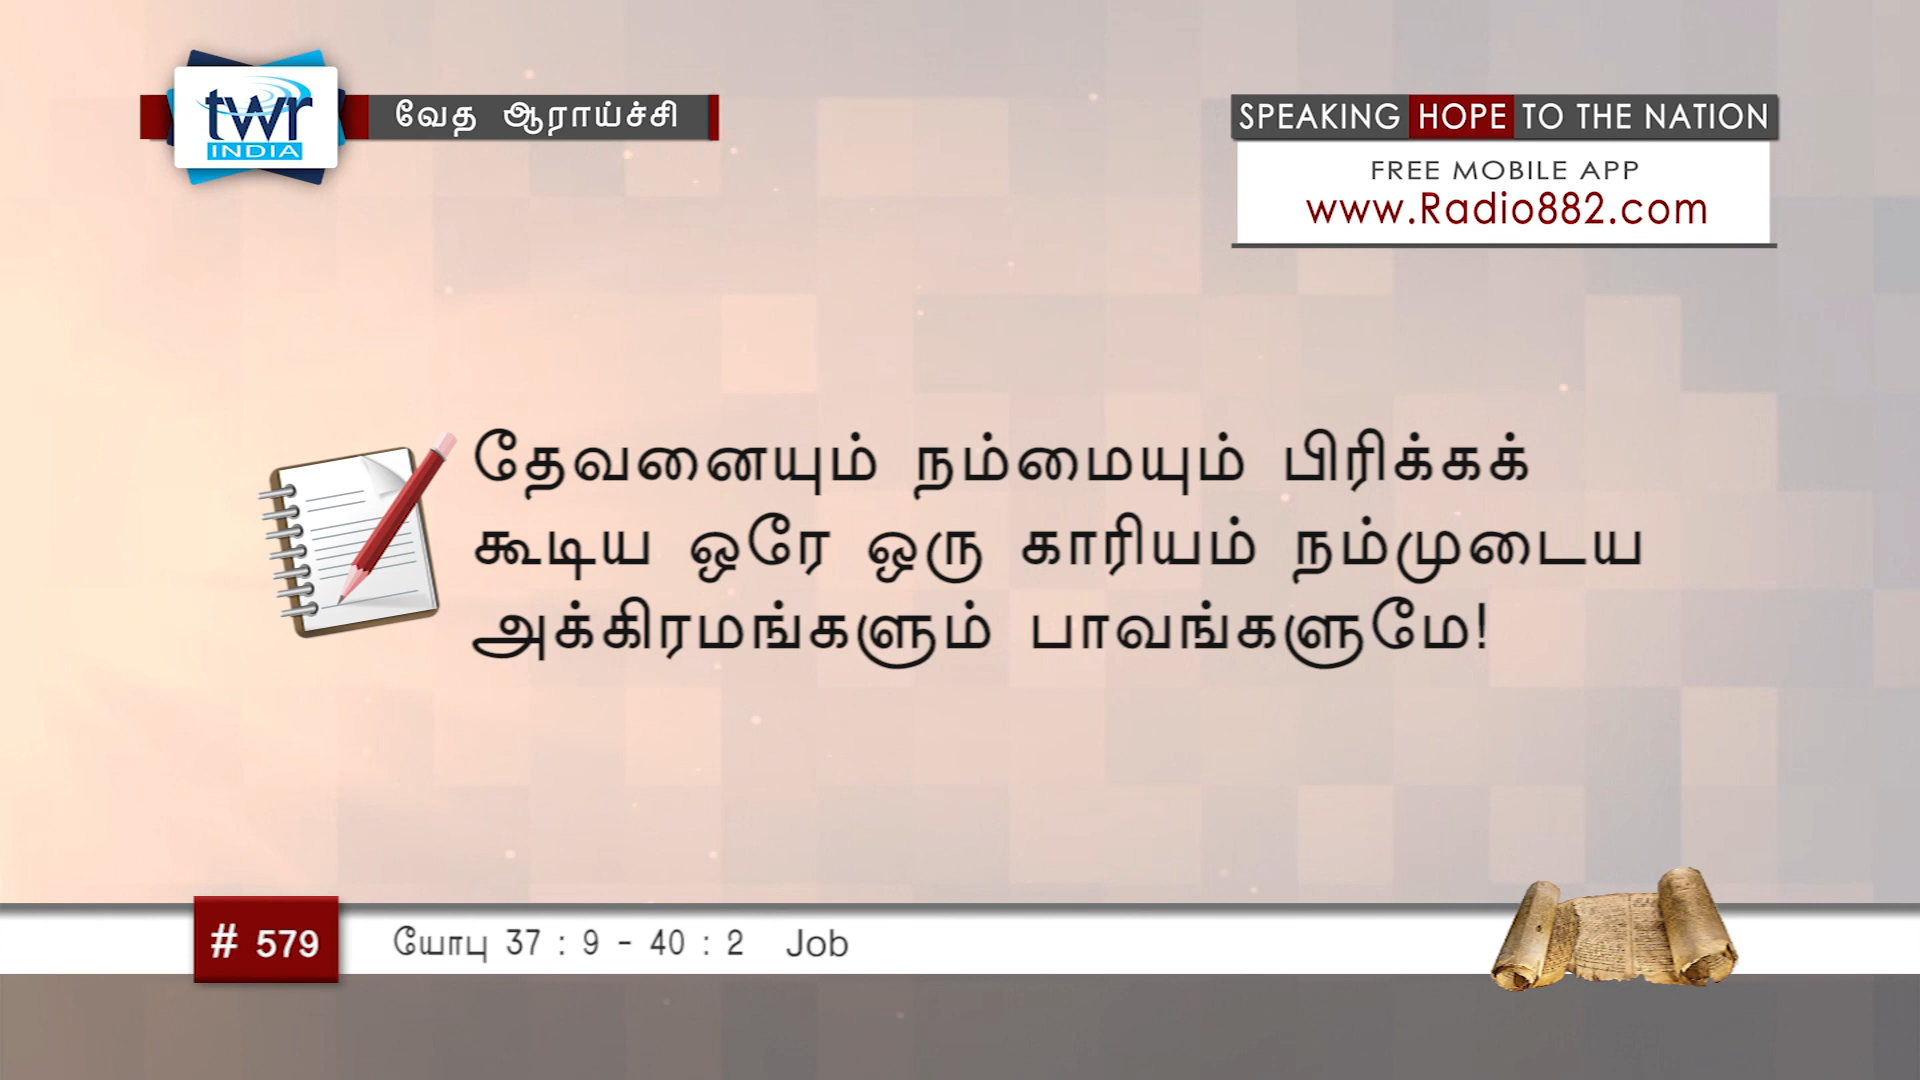 twr
INDIA
வேத ஆராய்ச்சி
SPEAKING HOPE TO THE NATION
FREE MOBILE APP
www.Radio882.com
தேவனையும் நம்மையும் பிரிக்கக்
கூடிய ஒரே ஒரு காரியம் நம்முடைய
அக்கிரமங்களும் பாவங்களுமே!
# 579
யோபு 37 : 9 - 40 : 2 Job